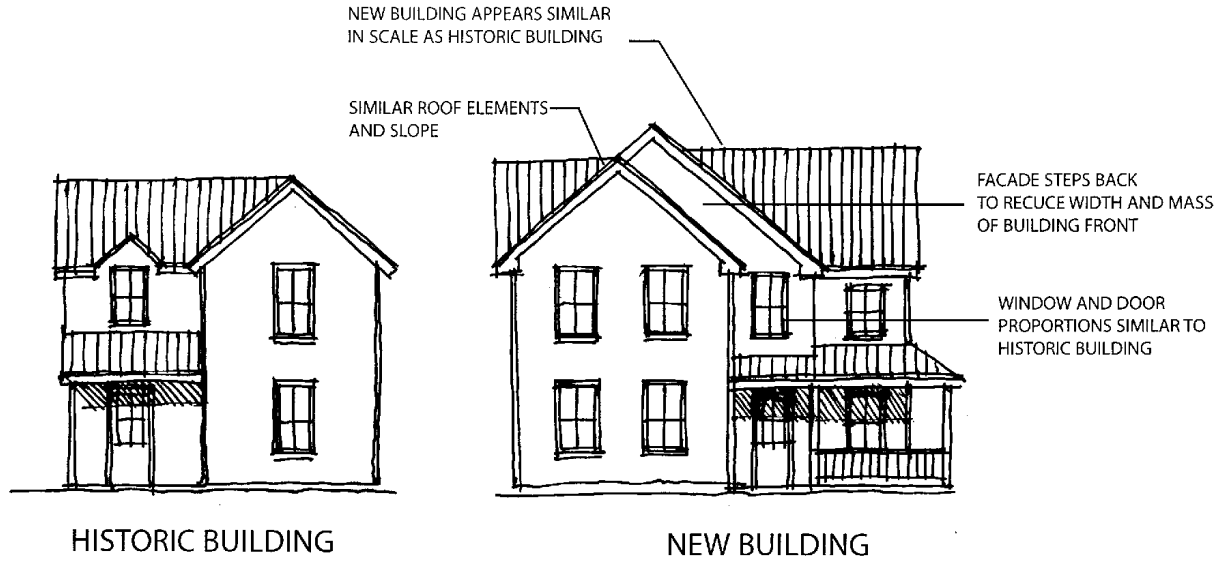 NEW BUILDING APPEARS SIMILAR
IN SCALE AS HISTORIC BUILDING
SIMILAR ROOF ELEMENTS
AND SLOPE
FACADE STEPS BACK
TO RECUCE WIDTH AND MASS
OF BUILDING FRONT
WINDOW AND DOOR
PROPORTIONS SIMILAR TO
HISTORIC BUILDING
HISTORIC BUILDING
NEW BUILDING